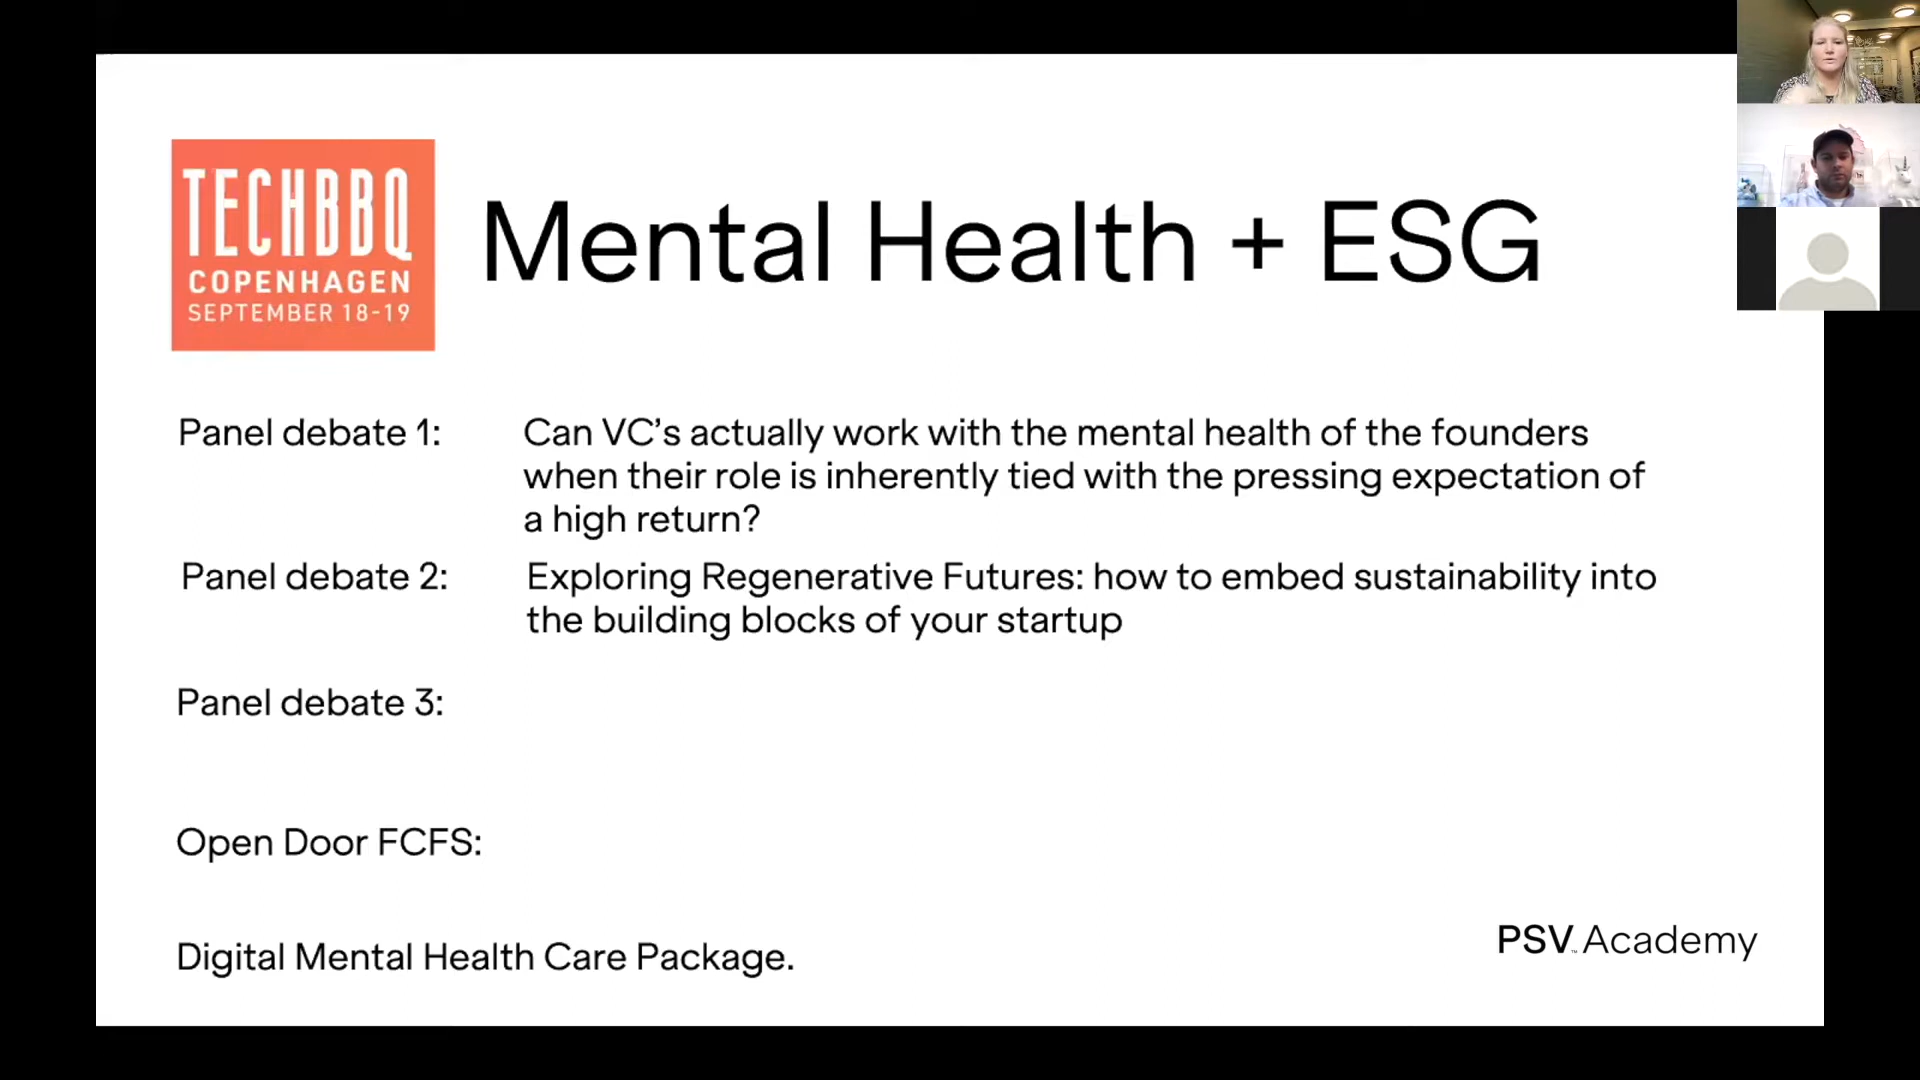 TECHBBQ
COPENHAGEN
SEPTEMBER 18-19
Mental Health + ESG
Panel debate 1:
Can VC’s actually work with the mental health of the founders
when their role is inherently tied with the pressing expectation of
a high return?
Panel debate 2:
Exploring Regenerative Futures: how to embed sustainability into
the building blocks of your startup
Panel debate 3:
Open Door FCFS:
Digital Mental Health Care Package.
PSV™ Academy